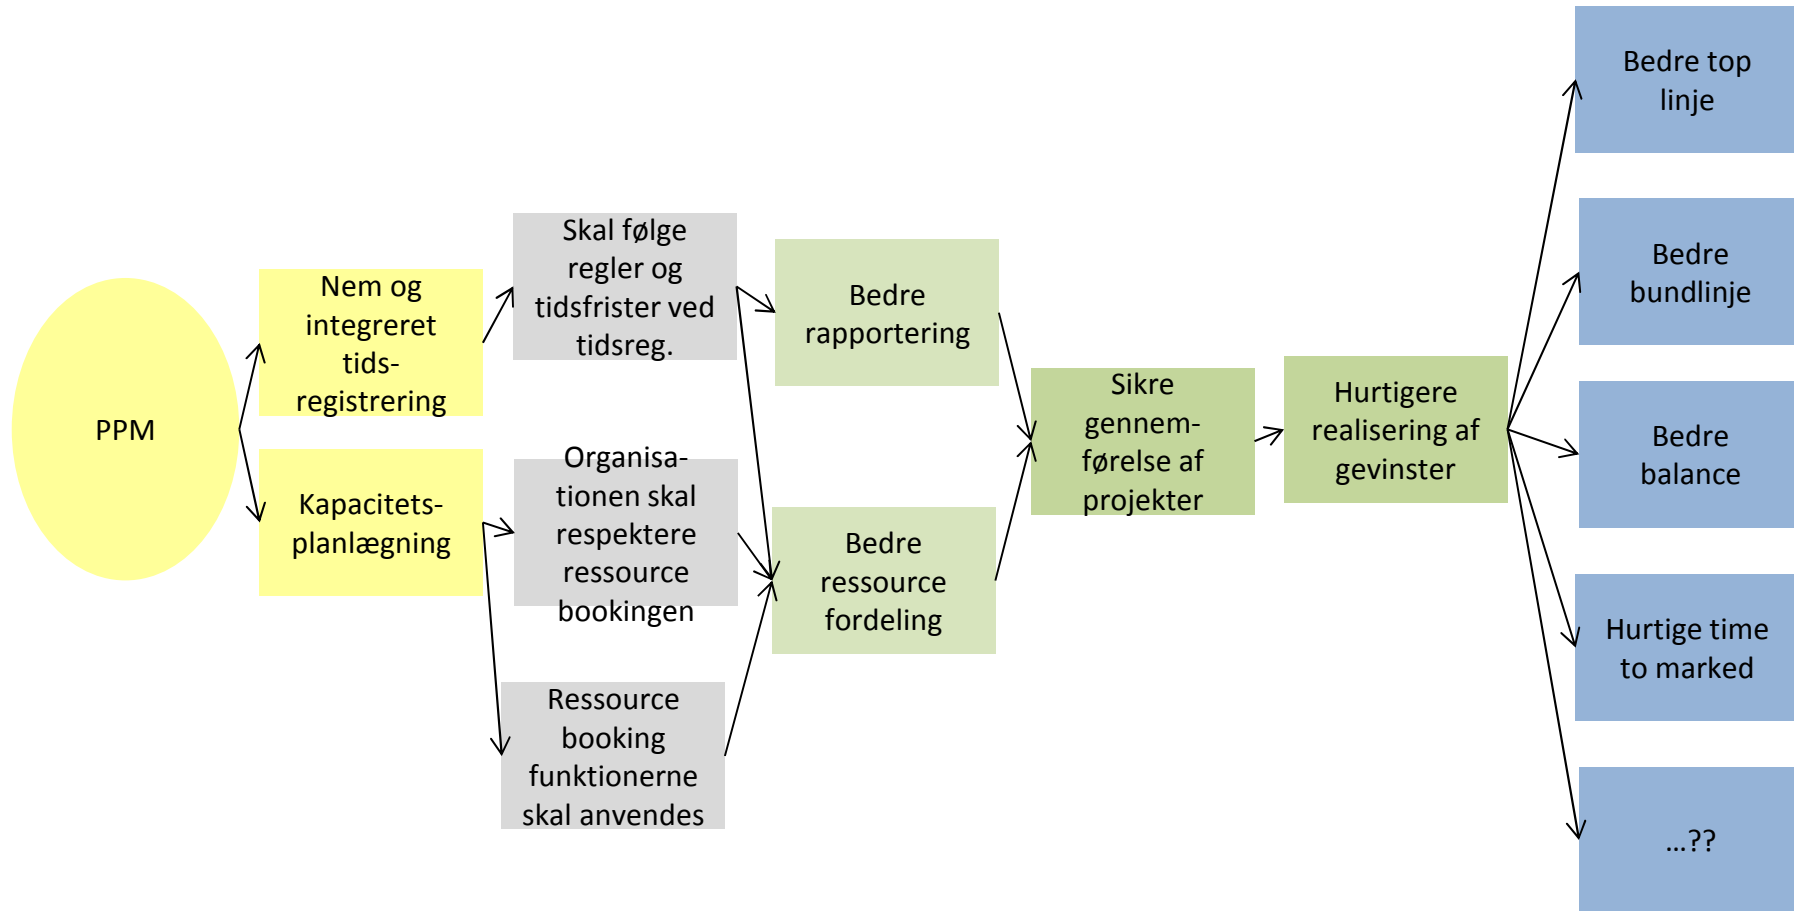 PPM
Nem og
integreret
tids-
registrering
Kapacitets-
planlægning
Skal følge
regler og
tidsfrister ved
tidsreg.
Organisa-
tionen skal
respektere
ressource
bookingen
Ressource
booking
funktionerne
skal anvendes
Bedre
rapportering
Bedre
ressource
fordeling
Sikre
gennem-
førelse af
projekter
Hurtigere
realisering af
gevinster
Bedre top
linje
Bedre
bundlinje
Bedre
balance
Hurtige time
to marked
...??